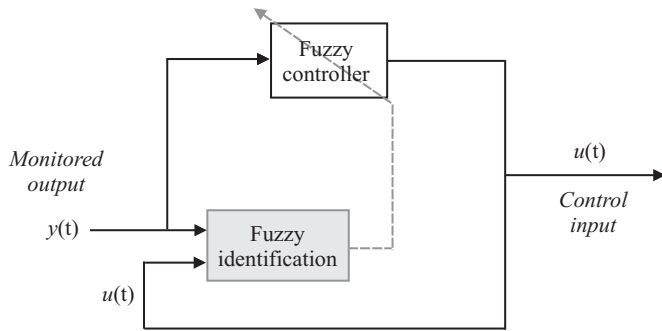 Fuzzy
controller
Monitored
output
y(t)
Fuzzy
identification
u(t)
u(t)
Control
input